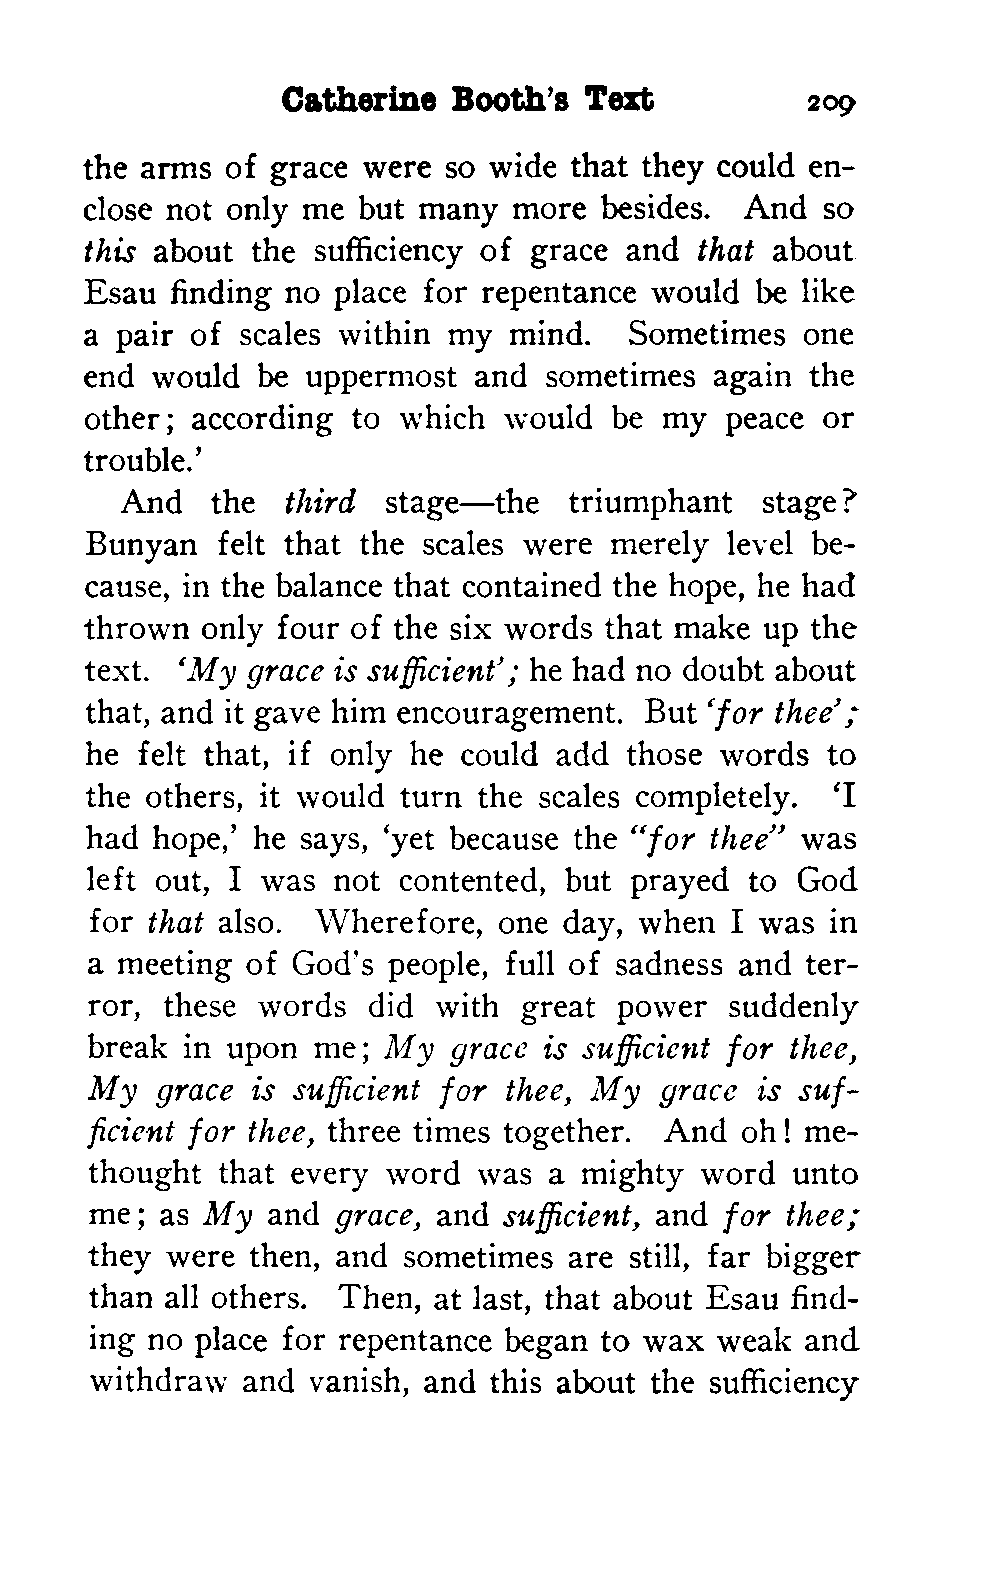 Catherine Booth's Text 209
the arms of grace were so wide that they could en-
close not only me but many more besides. And so
this about the sufficiency of grace and that about
Esau finding no place for repentance would be like
a pair of scales within my mind. Sometimes one
end would be uppermost and sometimes again the
other; according to which would be my peace or
trouble.'
And the third stage—the triumphant stage?
Bunyan felt that the scales were merely level be-
cause, in the balance that contained the hope, he had
thrown only four of the six words that make up the
text. 'My grace is sufficient'; he had no doubt about
that, and it gave him encouragement. But 'for thee';
he felt that, if only he could add those words to
the others, it would turn the scales completely. 'I
had hope,' he says, 'yet because the "for thee" was
left out, I was not contented, but prayed to God
for that also. Wherefore, one day, when I was in
a meeting of God's people, full of sadness and ter-
ror, these words did with great power suddenly
break in upon me; My grace is sufficient for thee,
My grace is sufficient for thee, My grace is suf-
ficient for thee, three times together. And oh! me-
thought that every word was a mighty word unto
me; as My and grace, and sufficient, and for thee;
they were then, and sometimes are still, far bigger
than all others. Then, at last, that about Esau find-
ing no place for repentance began to wax weak and
withdraw and vanish, and this about the sufficiency